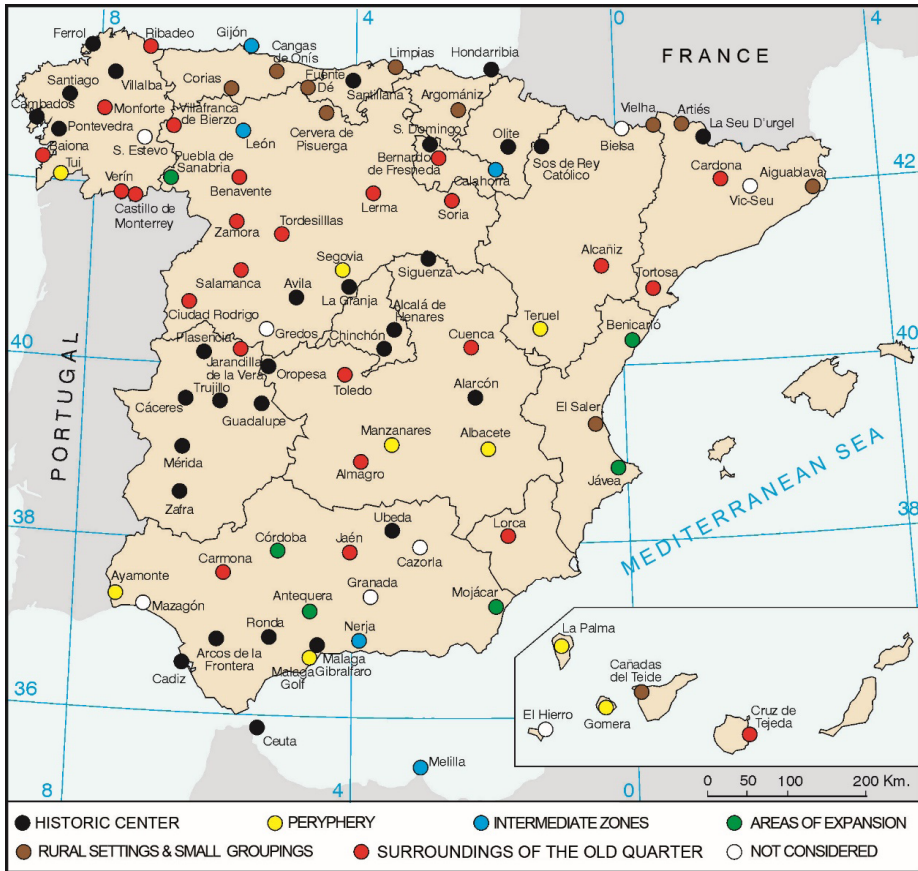 8
4
0
4
Ferrol
Ribadeo
Gijón
Cangas
de Onís
Limpias
Hondarribia
FRANCE
Santiago
Villalba
Corias
Fuente
Dé
Santillana
Argomániz
Vielha
Artiés
Cambados
Monforte
Villafranca
de Bierzo
León
Cervera de
Pisuerga
S. Domingo
Olite
La Seu D'urgel
Pontevedra
S. Estevo
Bernardo
de Fresneda
Sos de Rey
Católico
Bielsa
Cardona
Aiguablava
Baiona
Tui
Puebla de
Sanabria
Calahorra
Vic-Seu
42
42
Verín
Benavente
Lerma
Soria
Castillo de
Monterrey
Zamora
Tordesilllas
Segovia
Siguenza
Alcañiz
Tortosa
Salamanca
Avila
La Granja
Alcalá de
Henares
Ciudad Rodrigo
Gredos
Chinchón
Cuenca
Teruel
Benicarló
40
40
Plasencia
Jarandilla
de la Vera
Oropesa
Toledo
Alarcón
Trujillo
Cáceres
Guadalupe
El Saler
PORTUGAL
Manzanares
Albacete
Mérida
Almagro
Jávea
MEDITERRANEAN SEA
Zafra
38
38
Ubeda
Lorca
Córdoba
Jaén
Cazorla
Carmona
Ayamonte
Granada
Mazagón
Antequera
Mojácar
Ronda
Nerja
La Palma
Arcos de la
Frontera
Malaga
Gibralfaro
Cañadas
del Teide
Cadiz
Malaga
Golf
36
El Hierro
Gomera
Cruz de
Tejeda
Ceuta
Melilla
0 50 100 200 Km.
8
4
0
HISTORIC CENTER
PERYPHERY
INTERMEDIATE ZONES
AREAS OF EXPANSION
RURAL SETTINGS & SMALL GROUPINGS
SURROUNDINGS OF THE OLD QUARTER
NOT CONSIDERED